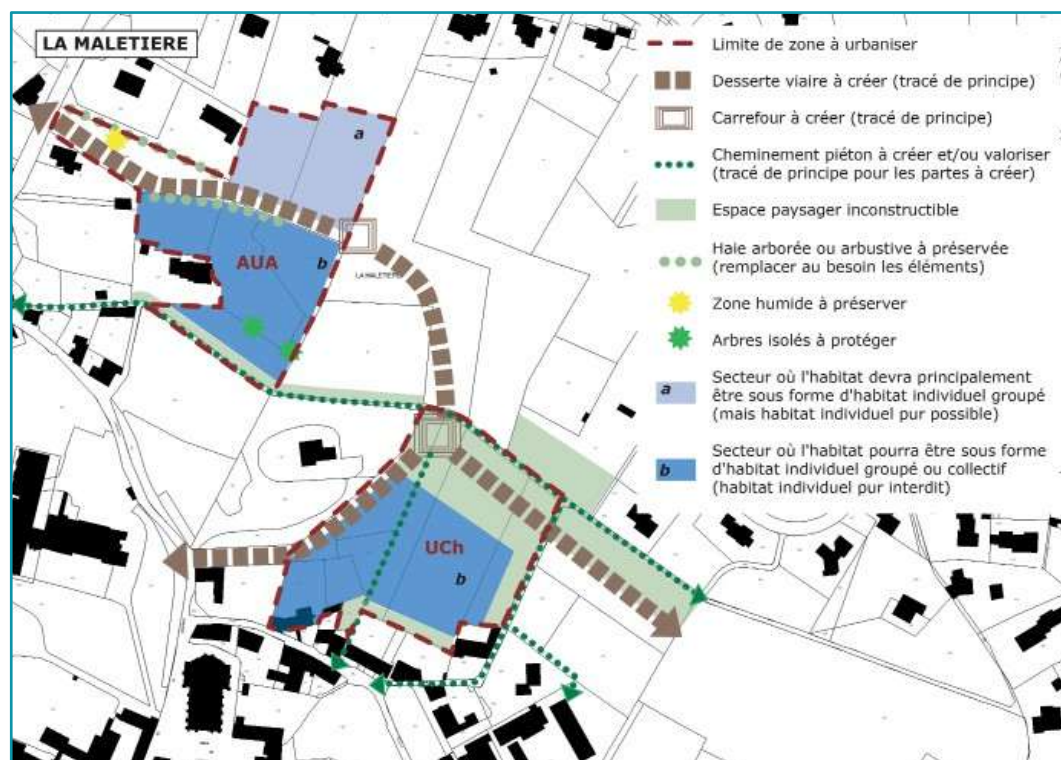 LA MALETIERE
Limite de zone à urbaniser
Desserte viaire à créer (tracé de principe)
Carrefour à créer (tracé de principe)
Cheminement piéton à créer et/ou valoriser
(tracé de principe pour les partes à créer)
Espace paysager inconstructible
Haie arborée ou arbustive à préservée
(remplacer au besoin les éléments)
Zone humide à préserver
Arbres isolés à protéger
a
Secteur où l'habitat devra principalement
être sous forme d'habitat individuel groupé
(mais habitat individuel pur possible)
b
Secteur où l'habitat pourra être sous forme
d'habitat individuel groupé ou collectif
(habitat individuel pur interdit)
a
AUA
b
LA MALETIERE
UCh
b